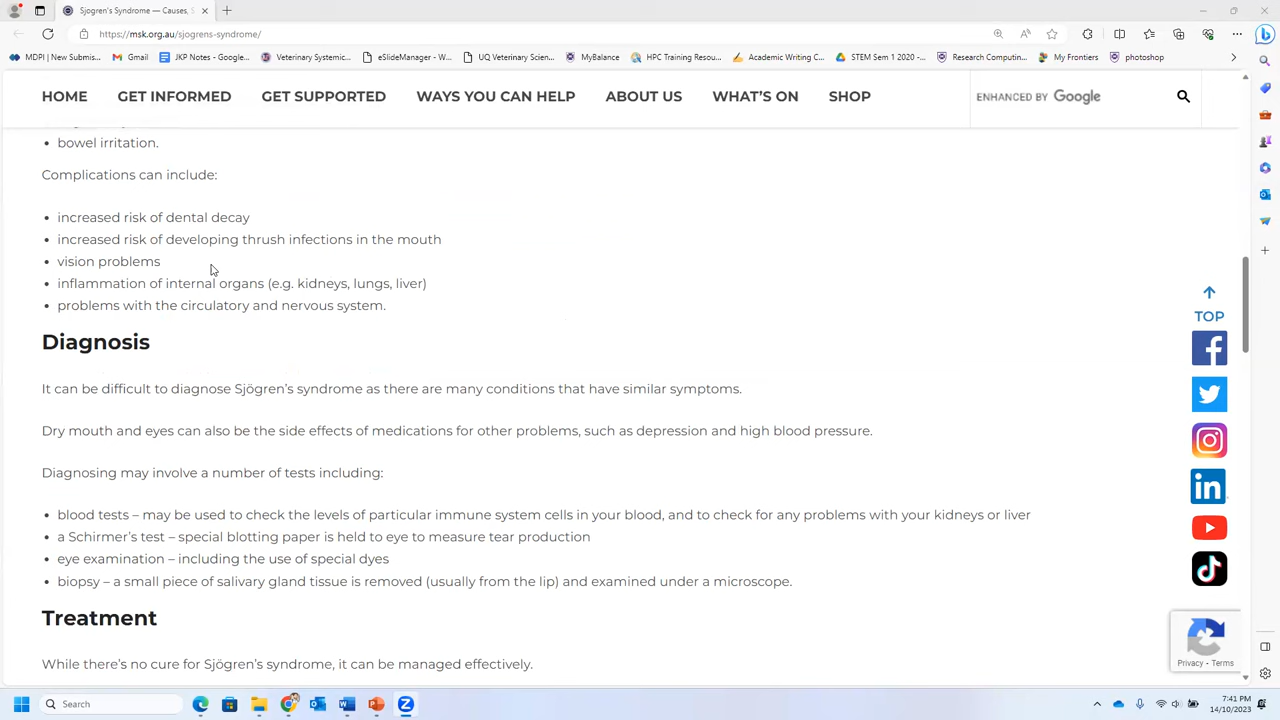 Sjogren's Syndrome — Causes, S
https://msk.org.au/sjogrens-syndrome/
MDPI | New Submis... Gmail JKP Notes - Google... Veterinary Systemic... eSlideManager - W... UQ Veterinary Scien... MyBalance HPC Training Resou... Academic Writing C... STEM Sem 1 2020 -... Research Computin... My Frontiers photoshop
HOME GET INFORMED GET SUPPORTED WAYS YOU CAN HELP ABOUT US WHAT'S ON SHOP ENHANCED BY Google
• bowel irritation.
Complications can include:
• increased risk of dental decay
• increased risk of developing thrush infections in the mouth
• vision problems
• inflammation of internal organs (e.g. kidneys, lungs, liver)
• problems with the circulatory and nervous system.
TOP
Diagnosis
It can be difficult to diagnose Sjögren's syndrome as there are many conditions that have similar symptoms.
Dry mouth and eyes can also be the side effects of medications for other problems, such as depression and high blood pressure.
Diagnosing may involve a number of tests including:
• blood tests – may be used to check the levels of particular immune system cells in your blood, and to check for any problems with your kidneys or liver
• a Schirmer's test – special blotting paper is held to eye to measure tear production
• eye examination – including the use of special dyes
• biopsy – a small piece of salivary gland tissue is removed (usually from the lip) and examined under a microscope.
Treatment
While there's no cure for Sjögren's syndrome, it can be managed effectively.
Privacy - Terms
Search
7:41 PM
14/10/2023